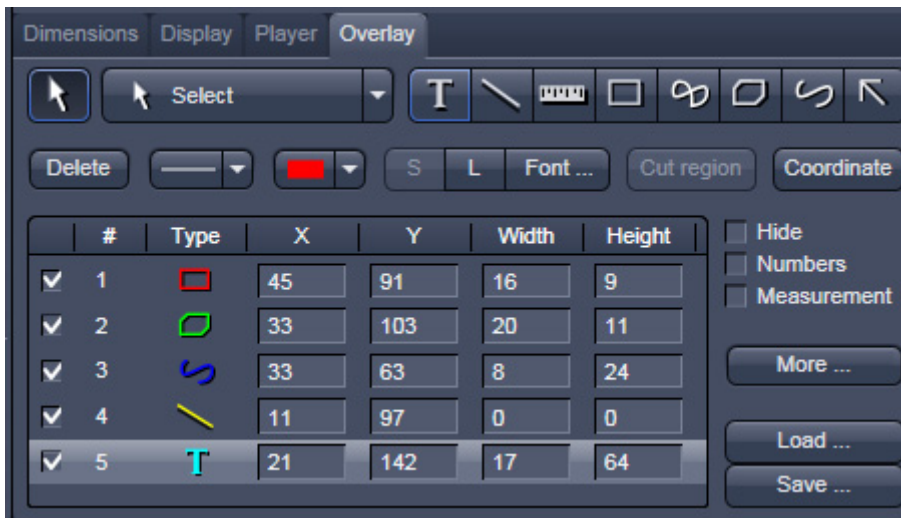 Dimensions Display Player Overlay
Select T
Delete S L Font ... Cut region Coordinate
# Type X Y Width Height
1 45 91 16 9
2 33 103 20 11
3 33 63 8 24
4 11 97 0 0
5 T 21 142 17 64
Hide
Numbers
Measurement
More ...
Load ...
Save ...